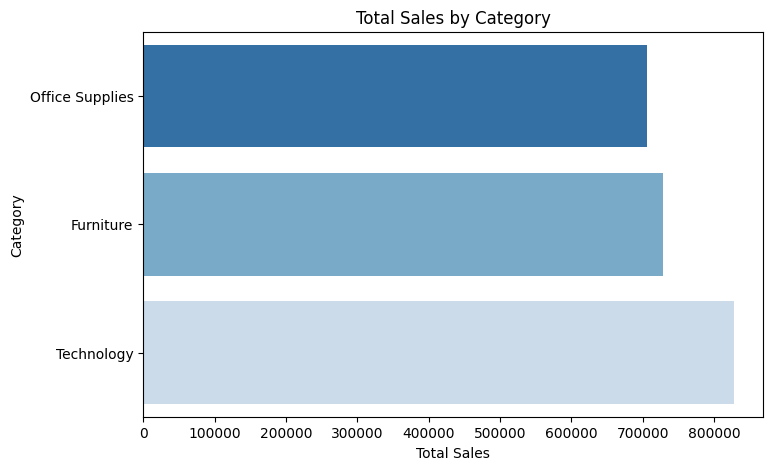 Total Sales by Category
Office Supplies
Furniture
Technology
Category
0 100000 200000 300000 400000 500000 600000 700000 800000
Total Sales